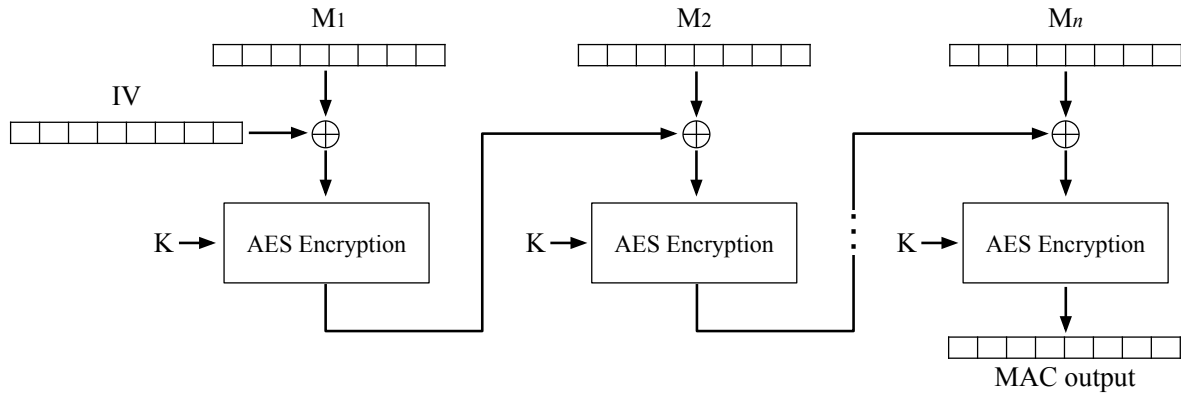 M1
M2
Mn
IV
K
AES Encryption
K
AES Encryption
K
AES Encryption
MAC output